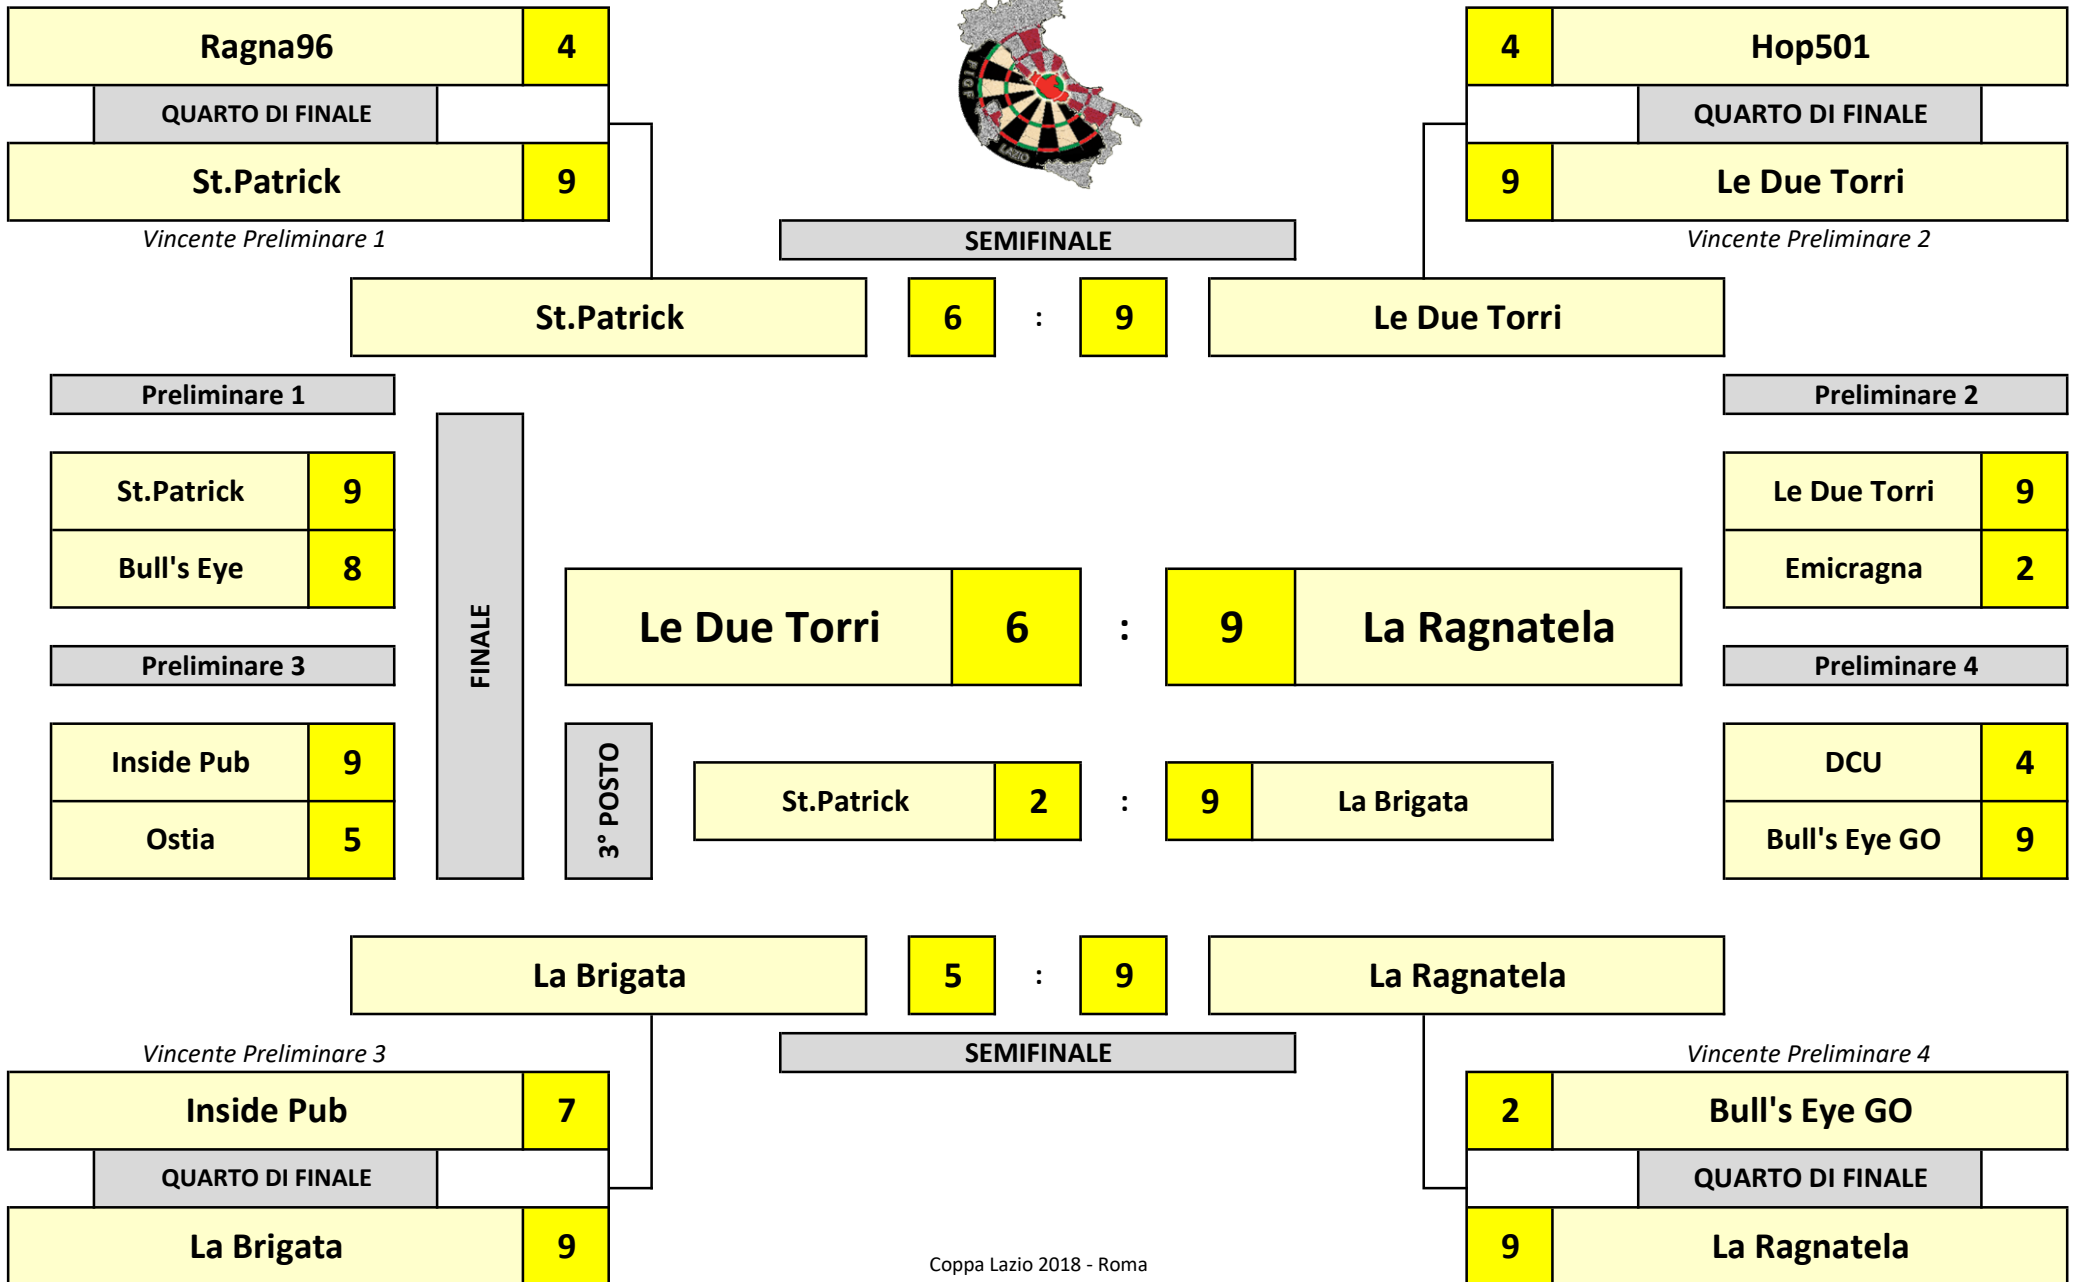 Ragna96 4
QUARTO DI FINALE
St.Patrick 9
Vincente Preliminare 1
4 Hop501
QUARTO DI FINALE
9 Le Due Torri
Vincente Preliminare 2
FIGF
LAZIO
SEMIFINALE
St.Patrick 6 : 9 Le Due Torri
Preliminare 1
St.Patrick 9
Bull's Eye 8
Preliminare 3
Inside Pub 9
Ostia 5
FINALE
Le Due Torri 6 : 9 La Ragnatela
3° POSTO
St.Patrick 2 : 9 La Brigata
Preliminare 2
Le Due Torri 9
Emicragna 2
Preliminare 4
DCU 4
Bull's Eye GO 9
La Brigata 5 : 9 La Ragnatela
SEMIFINALE
Vincente Preliminare 3
Inside Pub 7
QUARTO DI FINALE
La Brigata 9
Vincente Preliminare 4
2 Bull's Eye GO
QUARTO DI FINALE
9 La Ragnatela
Coppa Lazio 2018 - Roma